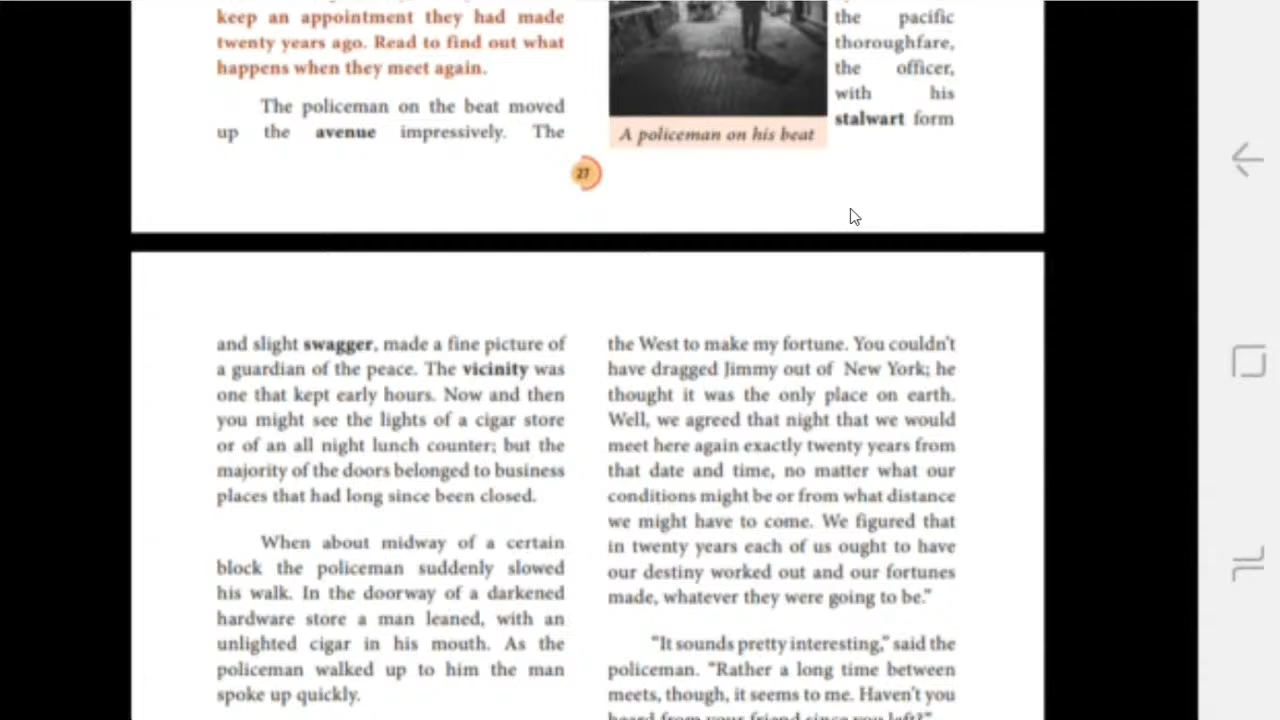 keep an appointment they had made
twenty years ago. Read to find out what
happens when they meet again.
The policeman on the beat moved
up the avenue impressively. The
the pacific
thoroughfare,
the officer,
with his
stalwart form
A policeman on his beat
27
and slight swagger, made a fine picture of
a guardian of the peace. The vicinity was
one that kept early hours. Now and then
you might see the lights of a cigar store
or of an all night lunch counter; but the
majority of the doors belonged to business
places that had long since been closed.
When about midway of a certain
block the policeman suddenly slowed
his walk. In the doorway of a darkened
hardware store a man leaned, with an
unlighted cigar in his mouth. As the
policeman walked up to him the man
spoke up quickly.
the West to make my fortune. You couldn't
have dragged Jimmy out of New York; he
thought it was the only place on earth.
Well, we agreed that night that we would
meet here again exactly twenty years from
that date and time, no matter what our
conditions might be or from what distance
we might have to come. We figured that
in twenty years each of us ought to have
our destiny worked out and our fortunes
made, whatever they were going to be."
"It sounds pretty interesting," said the
policeman. "Rather a long time between
meets, though, it seems to me. Haven't you
heard from your friend since you left?"